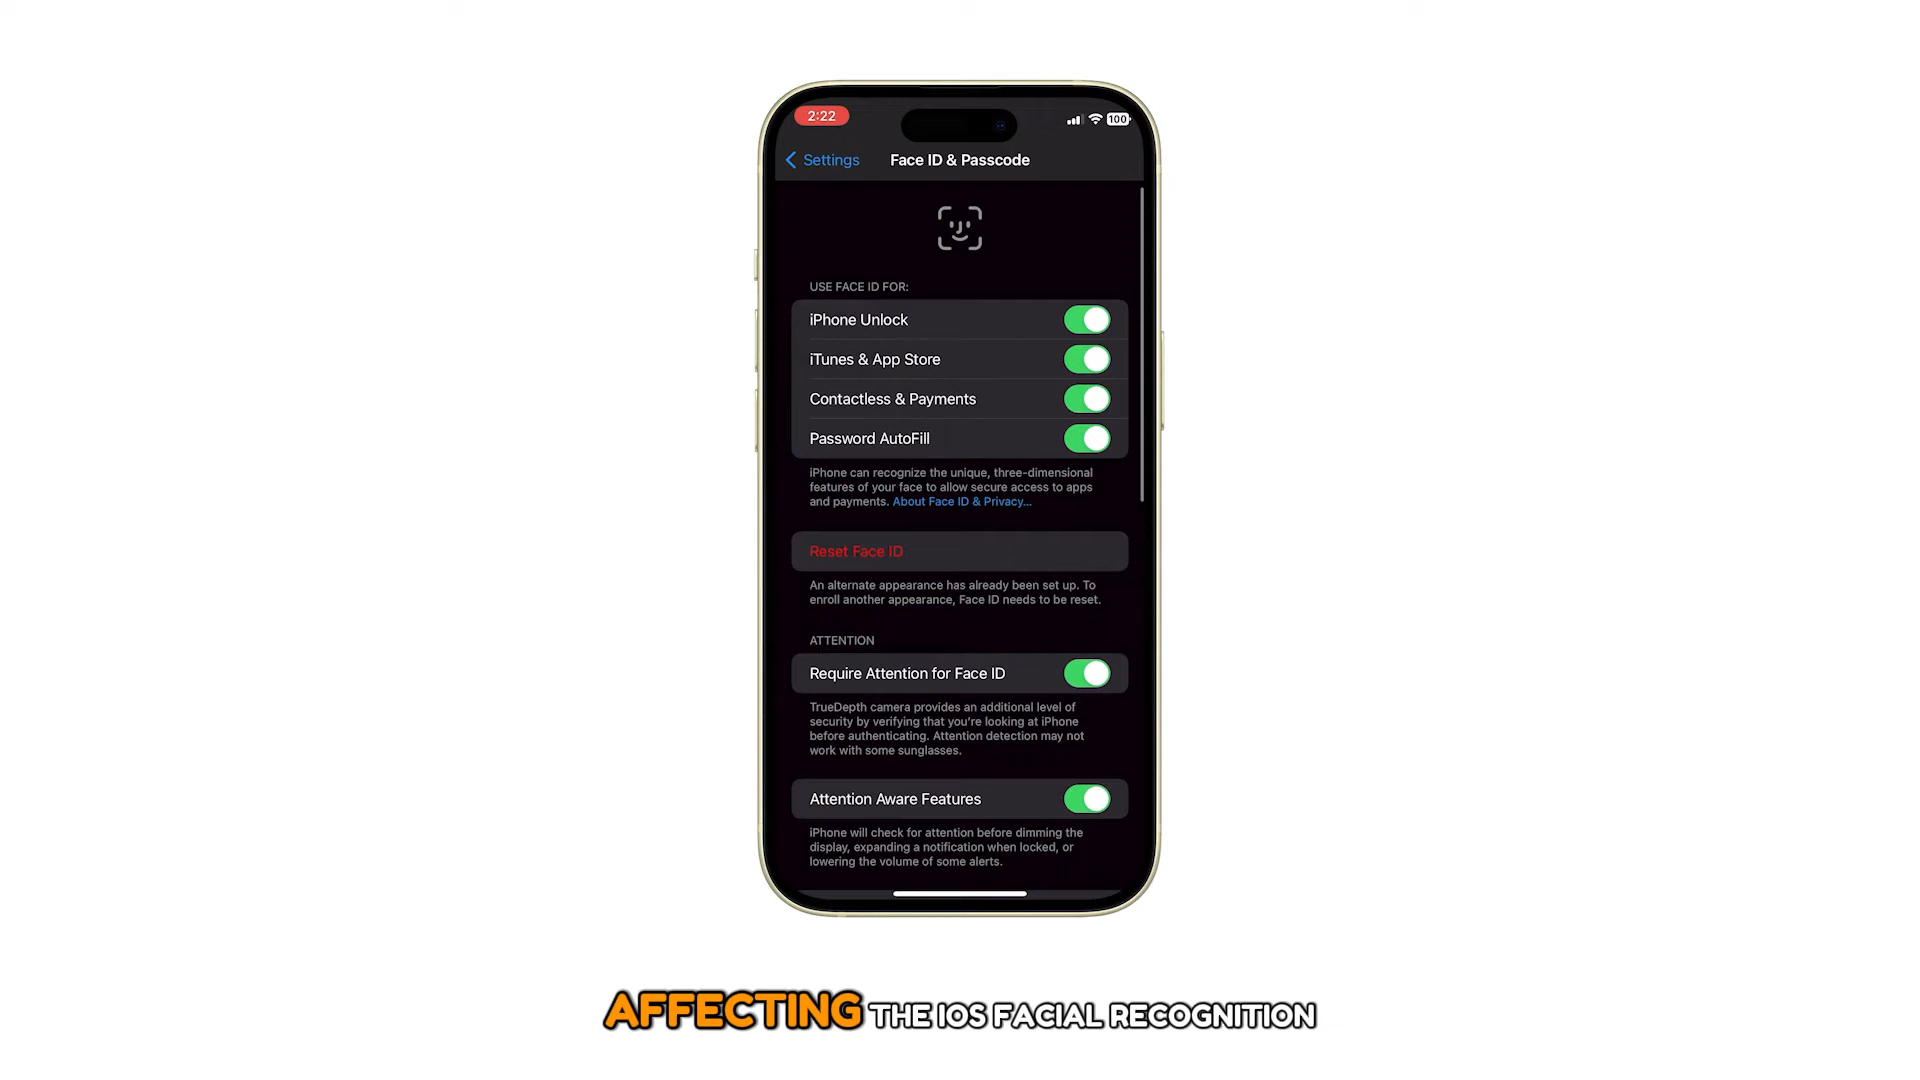 2:22
100
Settings
Face ID & Passcode
USE FACE ID FOR:
iPhone Unlock
iTunes & App Store
Contactless & Payments
Password AutoFill
iPhone can recognize the unique, three-dimensional
features of your face to allow secure access to apps
and payments. About Face ID & Privacy...
Reset Face ID
An alternate appearance has already been set up. To
enroll another appearance, Face ID needs to be reset.
ATTENTION
Require Attention for Face ID
TrueDepth camera provides an additional level of
security by verifying that you're looking at iPhone
before authenticating. Attention detection may not
work with some sunglasses.
Attention Aware Features
iPhone will check for attention before dimming the
display, expanding a notification when locked, or
lowering the volume of some alerts.
AFFECTING THE IOS FACIAL RECOGNITION